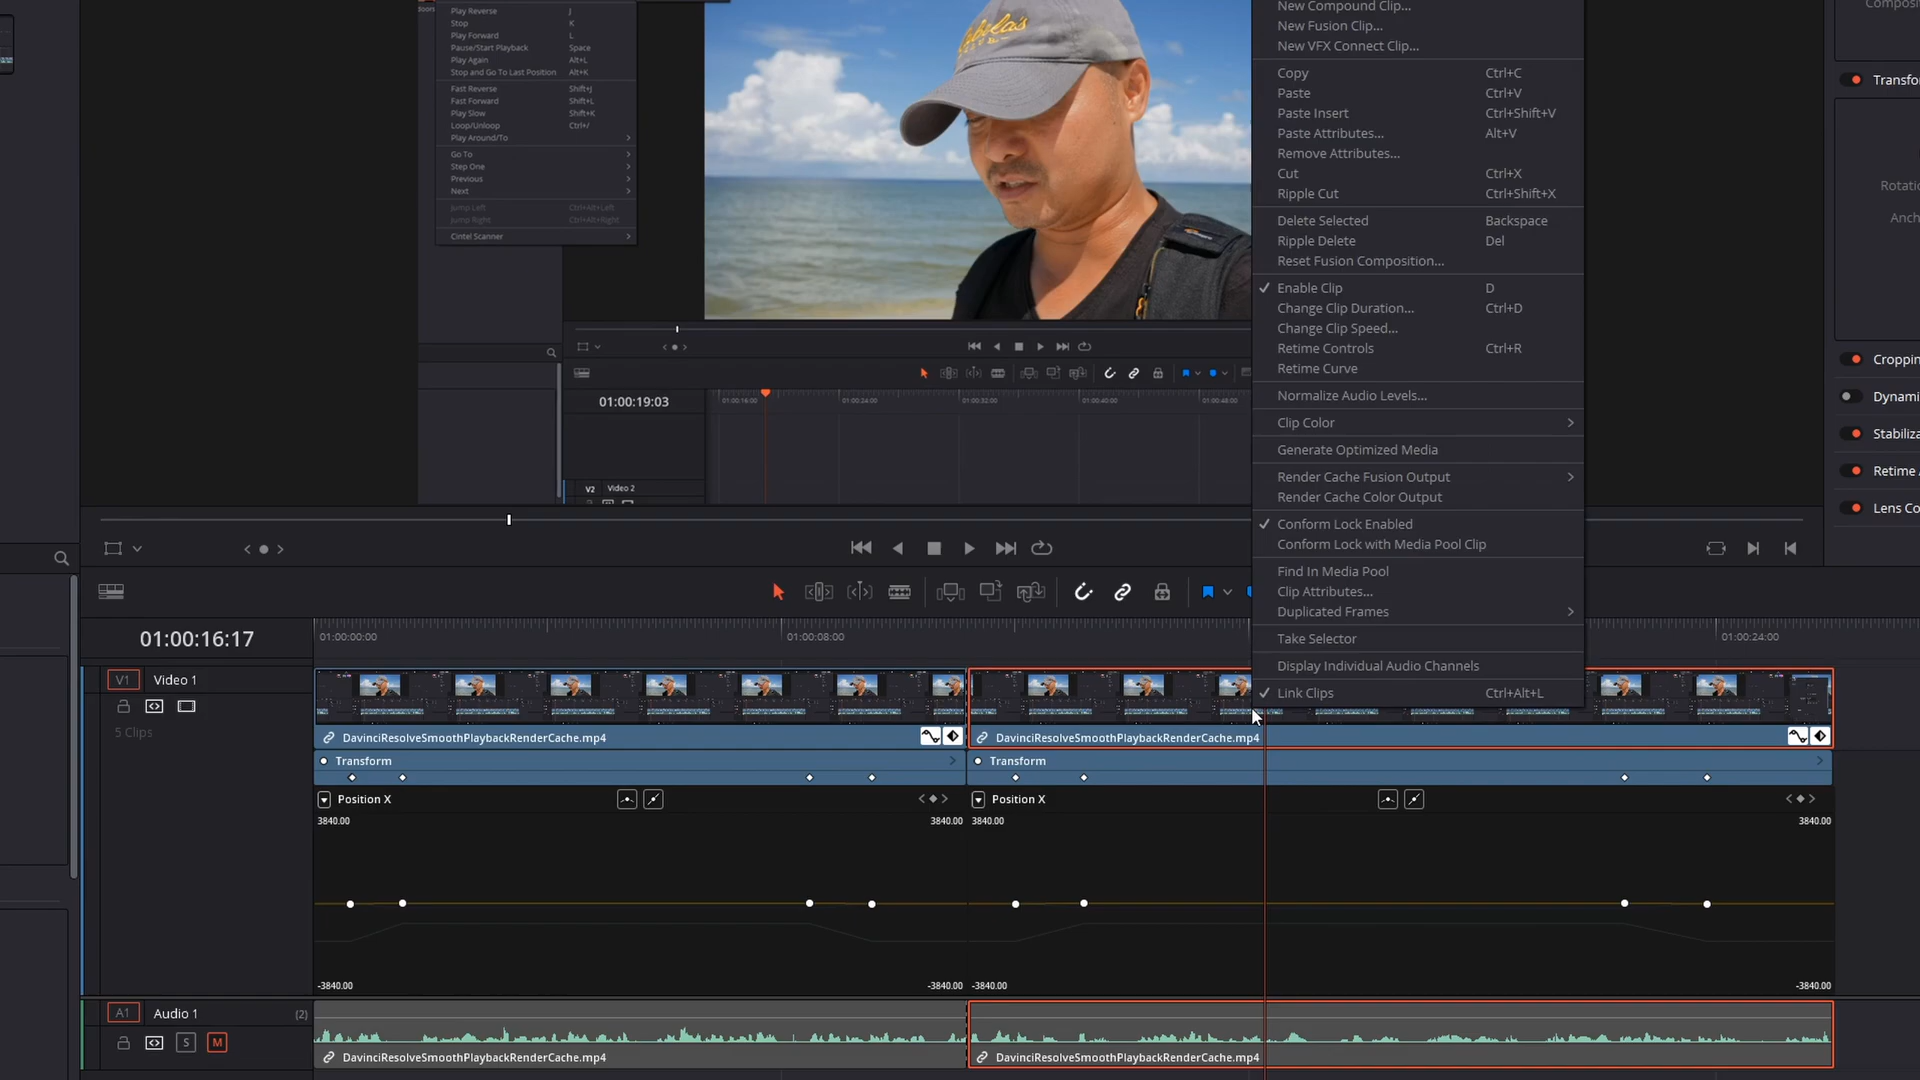 Play Reverse J
Stop K
Play Forward L
Pause/Start Playback Space
Play Again Alt+L
Stop and Go To Last Position Alt+K
Fast Reverse Shift+J
Fast Forward Shift+L
Play Slow Shift+K
Loop/Unloop Ctrl+/
Play Around/To
Go To
Step One
Previous
Next
Jump Left Ctrl+Alt+Left
Jump Right Ctrl+Alt+Right
Cintel Scanner
New Compound Clip...
New Fusion Clip...
New VFX Connect Clip...
Copy Ctrl+C
Paste Ctrl+V
Paste Insert Ctrl+Shift+V
Paste Attributes... Alt+V
Remove Attributes...
Cut Ctrl+X
Ripple Cut Ctrl+Shift+X
Delete Selected Backspace
Ripple Delete Del
Reset Fusion Composition...
Enable Clip D
Change Clip Duration... Ctrl+D
Change Clip Speed...
Retime Controls Ctrl+R
Retime Curve
Normalize Audio Levels...
Clip Color
Generate Optimized Media
Render Cache Fusion Output
Render Cache Color Output
Conform Lock Enabled
Conform Lock with Media Pool Clip
Find In Media Pool
Clip Attributes...
Duplicated Frames
Take Selector
Display Individual Audio Channels
Link Clips Ctrl+Alt+L
Composi
Transfo
Rotatio
Anch
Croppin
Dynami
Stabiliza
Retime
Lens Co
01:00:19:03
01:00:16:00 01:00:24:00 01:00:32:00 01:00:40:00 01:00:48:00
V2 Video 2
01:00:16:17
01:00:00:00 01:00:08:00 01:00:24:00
V1 Video 1
5 Clips
DavinciResolveSmoothPlaybackRenderCache.mp4 DavinciResolveSmoothPlaybackRenderCache.mp4
Transform Transform
Position X Position X
3840.00 3840.00 3840.00 3840.00
-3840.00 -3840.00 -3840.00 -3840.00
A1 Audio 1 (2)
S M
DavinciResolveSmoothPlaybackRenderCache.mp4 DavinciResolveSmoothPlaybackRenderCache.mp4